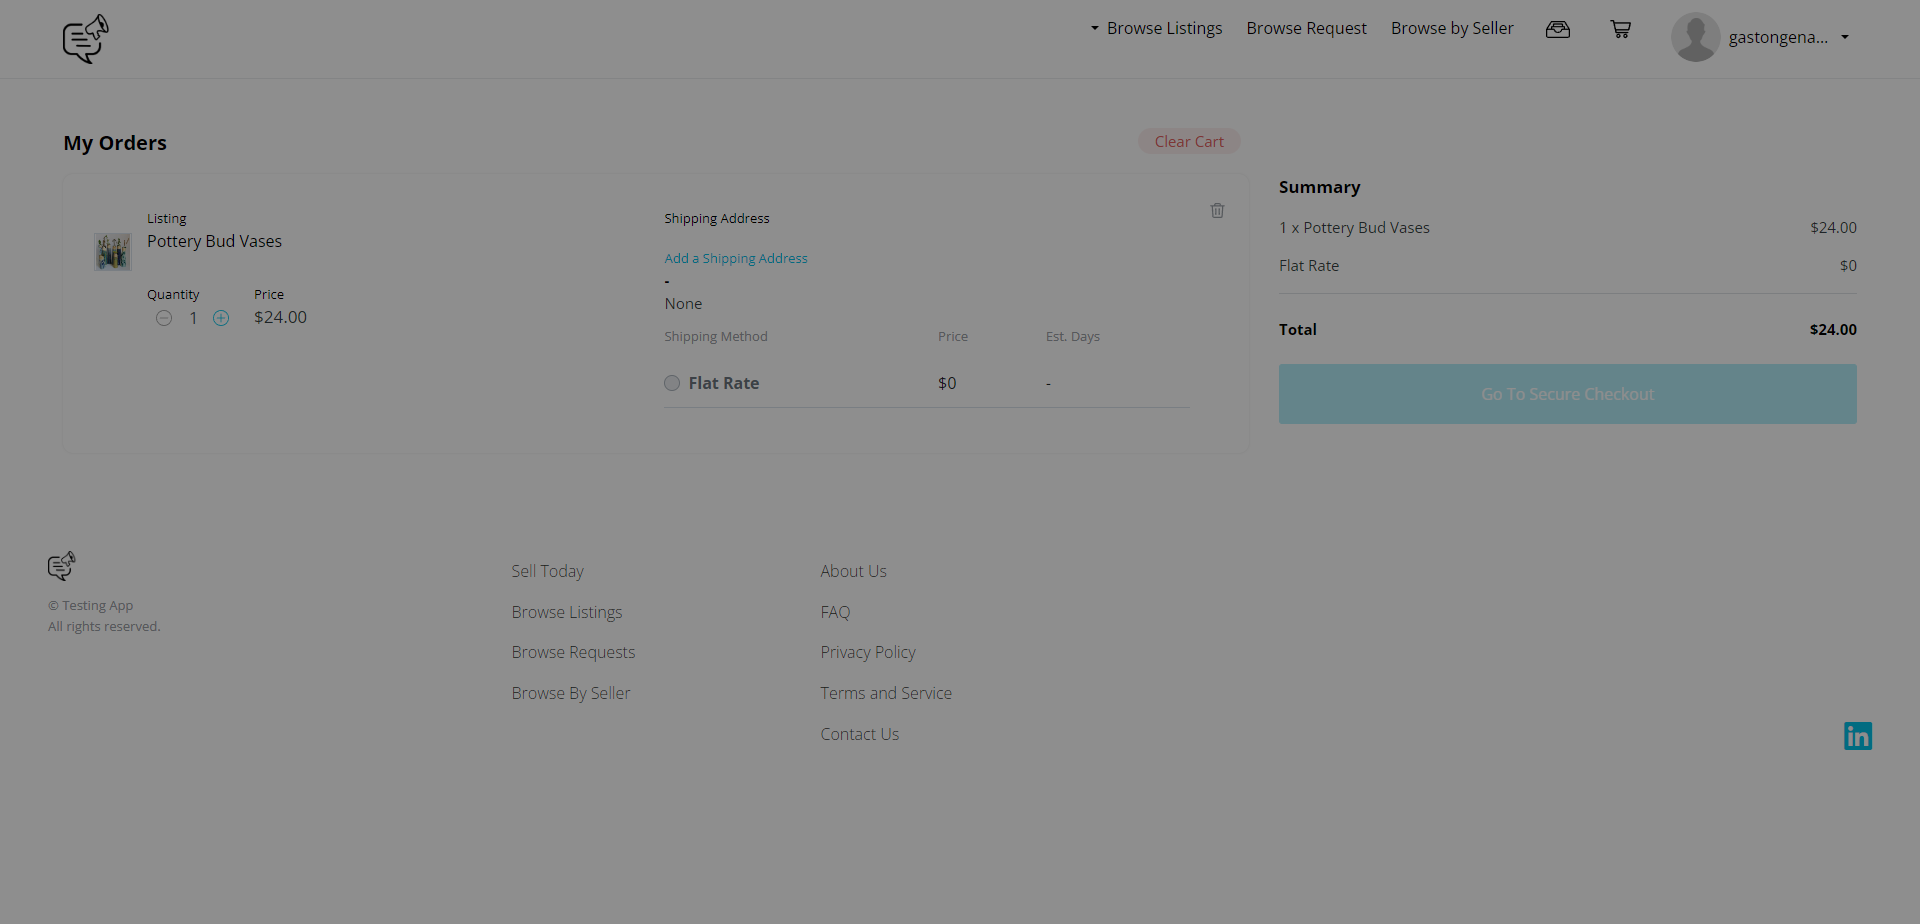 Browse Listings
Browse Request
Browse by Seller
gastongena...
My Orders
Clear Cart
Listing
Pottery Bud Vases
Quantity
Price
1
$24.00
Shipping Address
Add a Shipping Address
-
None
Shipping Method
Price
Est. Days
Flat Rate
$0
-
Summary
1 x Pottery Bud Vases
$24.00
Flat Rate
$0
Total
$24.00
Go To Secure Checkout
© Testing App
All rights reserved.
Sell Today
Browse Listings
Browse Requests
Browse By Seller
About Us
FAQ
Privacy Policy
Terms and Service
Contact Us
in